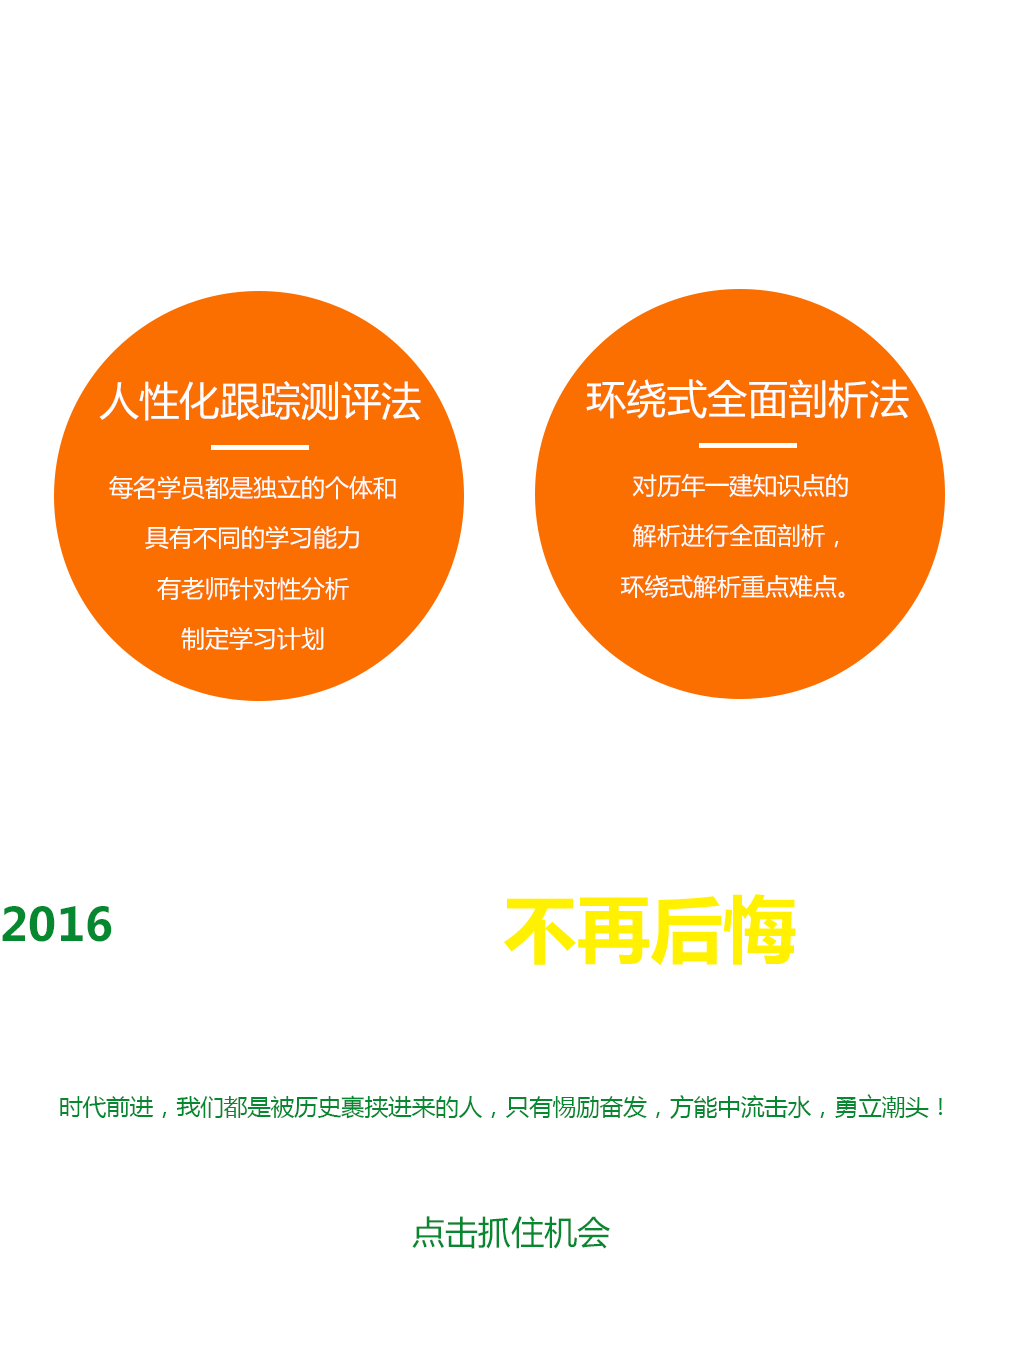 人性化跟踪测评法
每名学员都是独立的个体和
具有不同的学习能力
有老师针对性分析
制定学习计划
环绕式全面剖析法
对历年一建知识点的
解析进行全面剖析，
环绕式解析重点难点。
2016
不再后悔
时代前进，我们都是被历史裹挟进来的人，只有惕励奋发，方能中流击水，勇立潮头！
点击抓住机会